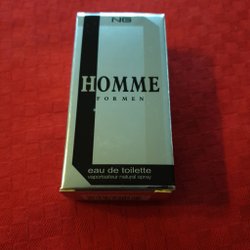 NG
HOMME
FOR MEN
eau de toilette
vaporisateur natural spray